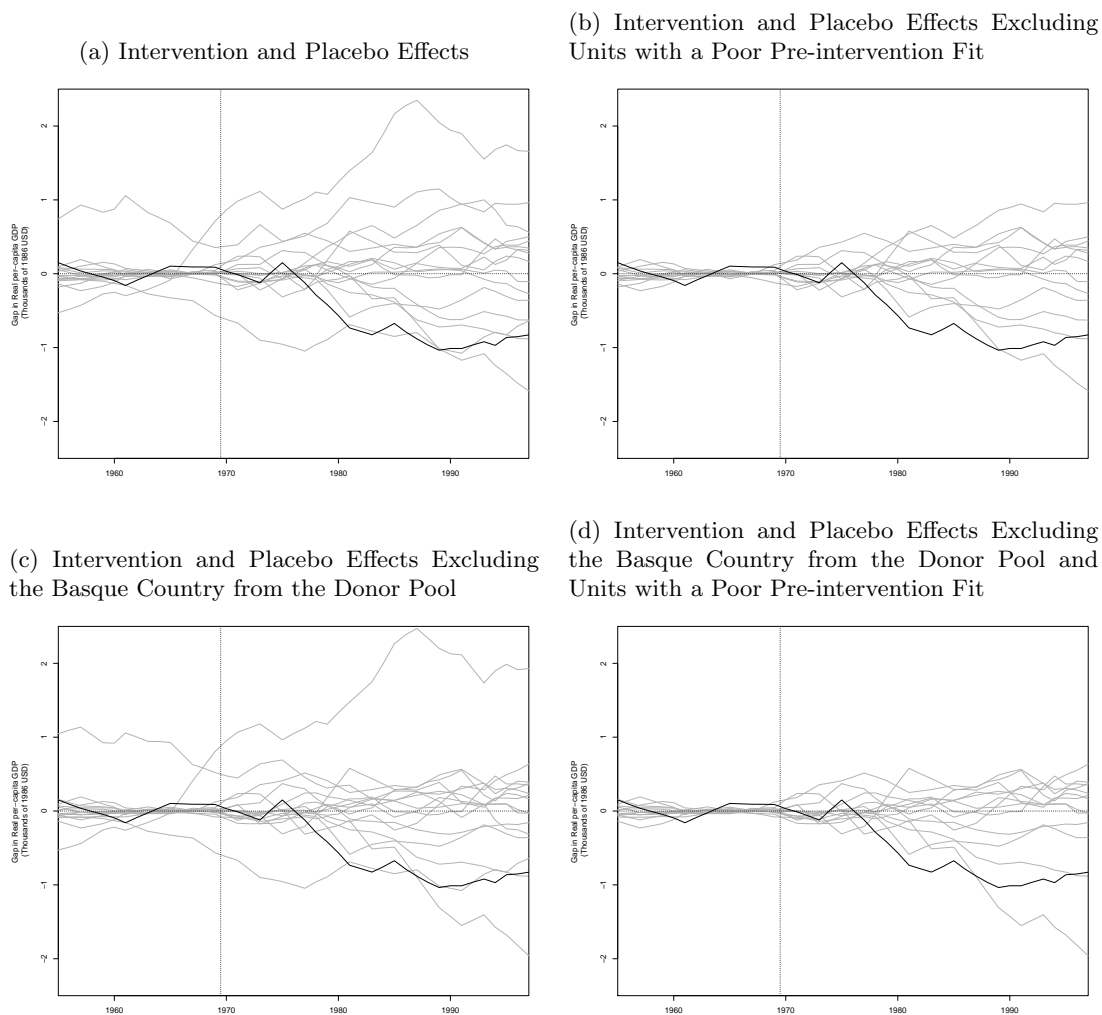 (a) Intervention and Placebo Effects
(b) Intervention and Placebo Effects Excluding
Units with a Poor Pre-intervention Fit
Gap in Real per−capita GDP
(Thousands of 1986 USD)
2
1
0
−1
−2
1960 1970 1980 1990
Gap in Real per−capita GDP
(Thousands of 1986 USD)
2
1
0
−1
−2
1960 1970 1980 1990
(c) Intervention and Placebo Effects Excluding
the Basque Country from the Donor Pool
(d) Intervention and Placebo Effects Excluding
the Basque Country from the Donor Pool and
Units with a Poor Pre-intervention Fit
Gap in Real per−capita GDP
(Thousands of 1986 USD)
2
1
0
−1
−2
1960 1970 1980 1990
Gap in Real per−capita GDP
(Thousands of 1986 USD)
2
1
0
−1
−2
1960 1970 1980 1990